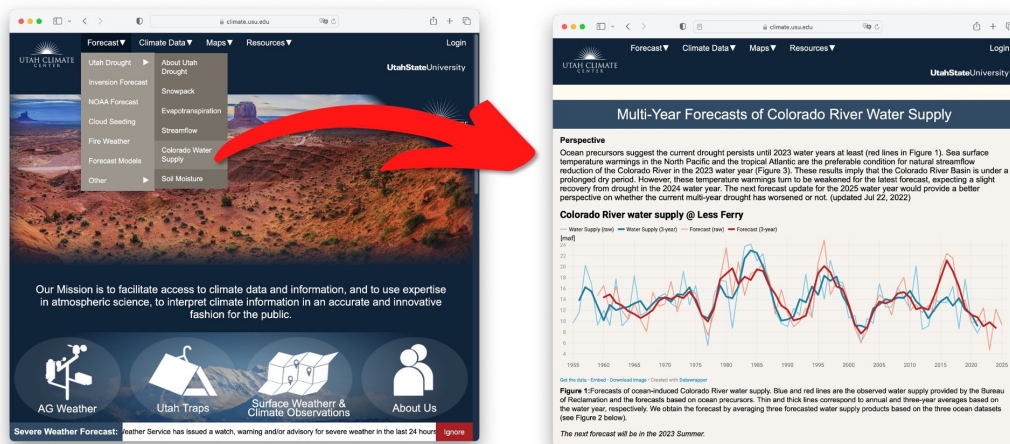 climate.usu.edu
Forecast▼ Climate Data▼ Maps▼ Resources▼ Login
UTAH CLIMATE
CENTER
UtahStateUniversity
Utah Drought ▶
Inversion Forecast
NOAA Forecast
Cloud Seeding
Fire Weather
Forecast Models
Other ▶
About Utah
Drought
Snowpack
Evapotranspiration
Streamflow
Colorado Water
Supply
Soil Moisture
Our Mission is to facilitate access to climate data and information, and to use expertise
in atmospheric science, to interpret climate information in an accurate and innovative
fashion for the public.
AG Weather
Utah Traps
Surface Weatherr &
Climate Observations
About Us
Severe Weather Forecast: Weather Service has issued a watch, warning and/or advisory for severe weather in the last 24 hours Ignore
climate.usu.edu
Forecast▼ Climate Data▼ Maps▼ Resources▼ Login
UTAH CLIMATE
CENTER
UtahStateUniversity
Multi-Year Forecasts of Colorado River Water Supply
Perspective
Ocean precursors suggest the current drought persists until 2023 water years at least (red lines in Figure 1). Sea surface
temperature warmings in the North Pacific and the tropical Atlantic are the preferable condition for natural streamflow
reduction of the Colorado River in the 2023 water year (Figure 3). These results imply that the Colorado River Basin is under a
prolonged dry period. However, these temperature warmings turn to be weakened for the latest forecast, expecting a slight
recovery from drought in the 2024 water year. The next forecast update for the 2025 water year would provide a better
perspective on whether the current multi-year drought has worsened or not. (updated Jul 22, 2022)
Colorado River water supply @ Less Ferry
Water Supply (raw) Water Supply (3-year) Forecast (raw) Forecast (3-year)
[maf]
24
22
20
18
16
14
12
10
8
6
4
1955 1960 1965 1970 1975 1980 1985 1990 1995 2000 2005 2010 2015 2020 2025
Get the data · Embed · Download image · Created with Datawrapper
Figure 1:Forecasts of ocean-induced Colorado River water supply. Blue and red lines are the observed water supply provided by the Bureau
of Reclamation and the forecasts based on ocean precursors. Thin and thick lines correspond to annual and three-year averages based on
the water year, respectively. We obtain the forecast by averaging three forecasted water supply products based on the three ocean datasets
(see Figure 2 below).
The next forecast will be in the 2023 Summer.